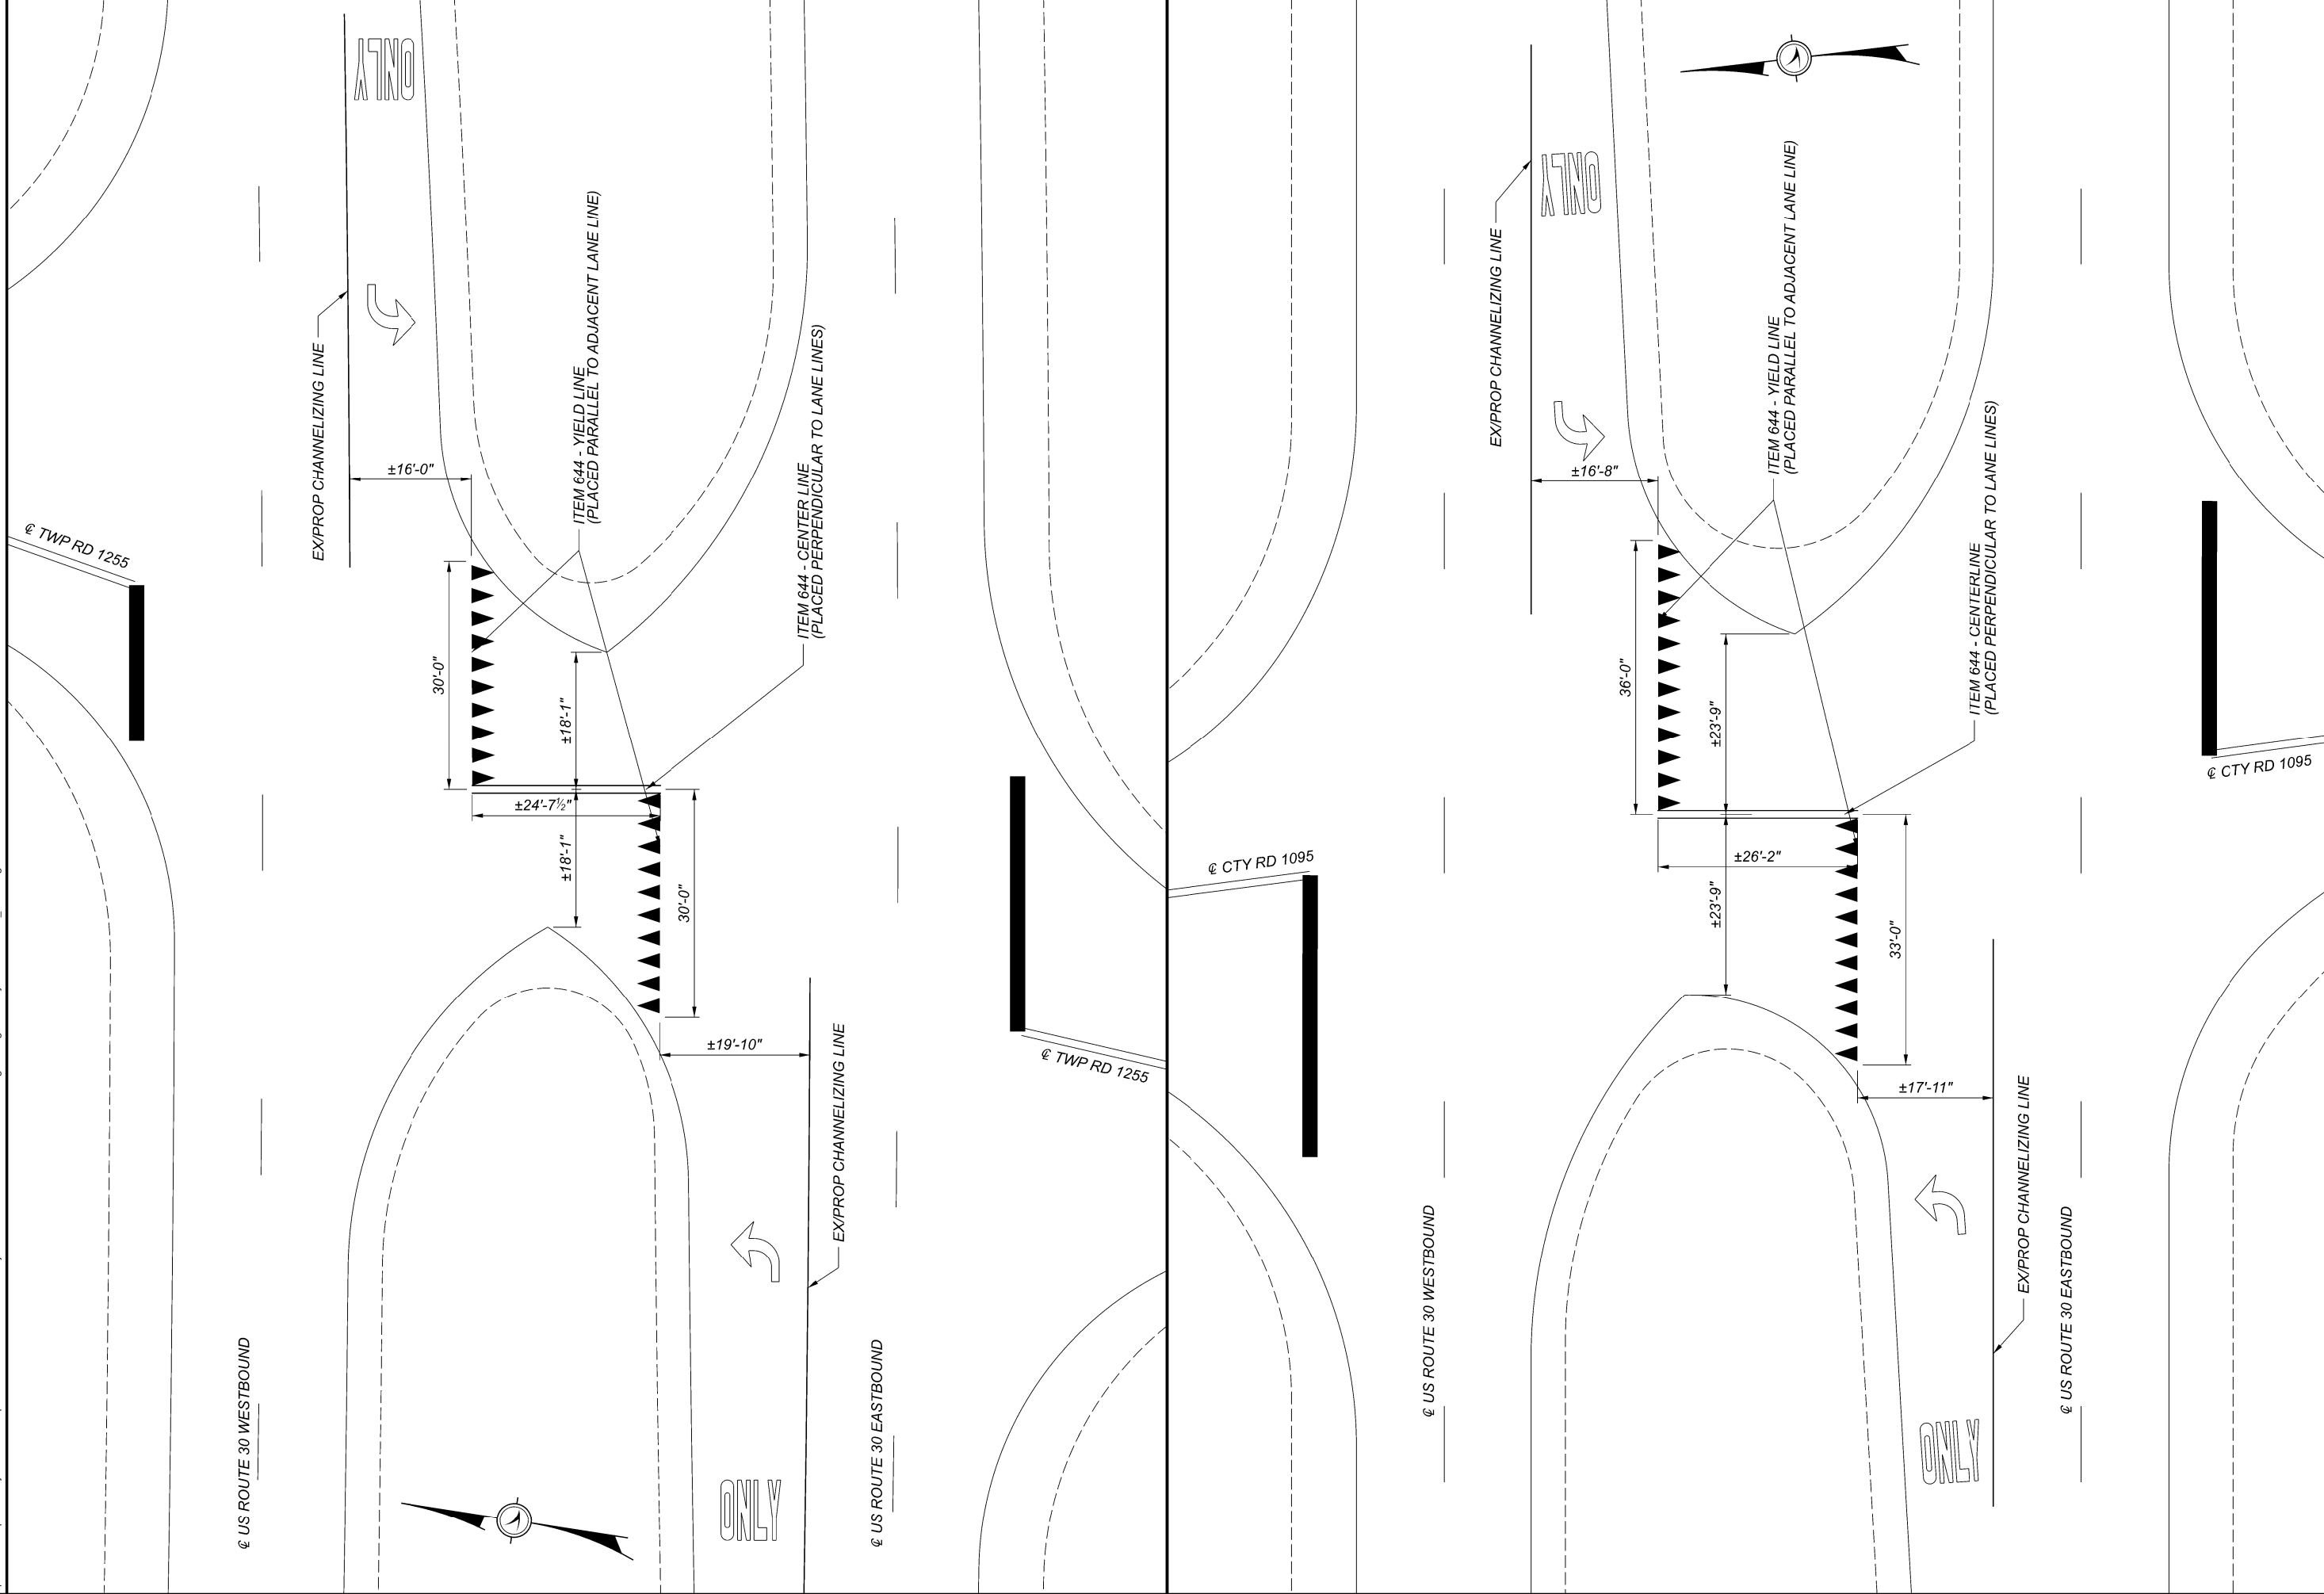 ONLY
EX/PROP CHANNELIZING LINE
ITEM 644 - YIELD LINE
(PLACED PARALLEL TO ADJACENT LANE LINE)
ITEM 644 - CENTER LINE
(PLACED PERPENDICULAR TO LANE LINES)
±16'-0"
℄ TWP RD 1255
30'-0"
±18'-1"
±24'-7½"
±18'-1"
30'-0"
±19'-10"
℄ TWP RD 1255
EX/PROP CHANNELIZING LINE
℄ US ROUTE 30 WESTBOUND
℄ US ROUTE 30 EASTBOUND
ONLY
ONLY
EX/PROP CHANNELIZING LINE
ITEM 644 - YIELD LINE
(PLACED PARALLEL TO ADJACENT LANE LINE)
ITEM 644 - CENTERLINE
(PLACED PERPENDICULAR TO LANE LINES)
±16'-8"
36'-0"
±23'-9"
℄ CTY RD 1095
℄ CTY RD 1095
±26'-2"
±23'-9"
33'-0"
±17'-11"
EX/PROP CHANNELIZING LINE
℄ US ROUTE 30 WESTBOUND
℄ US ROUTE 30 EASTBOUND
ONLY